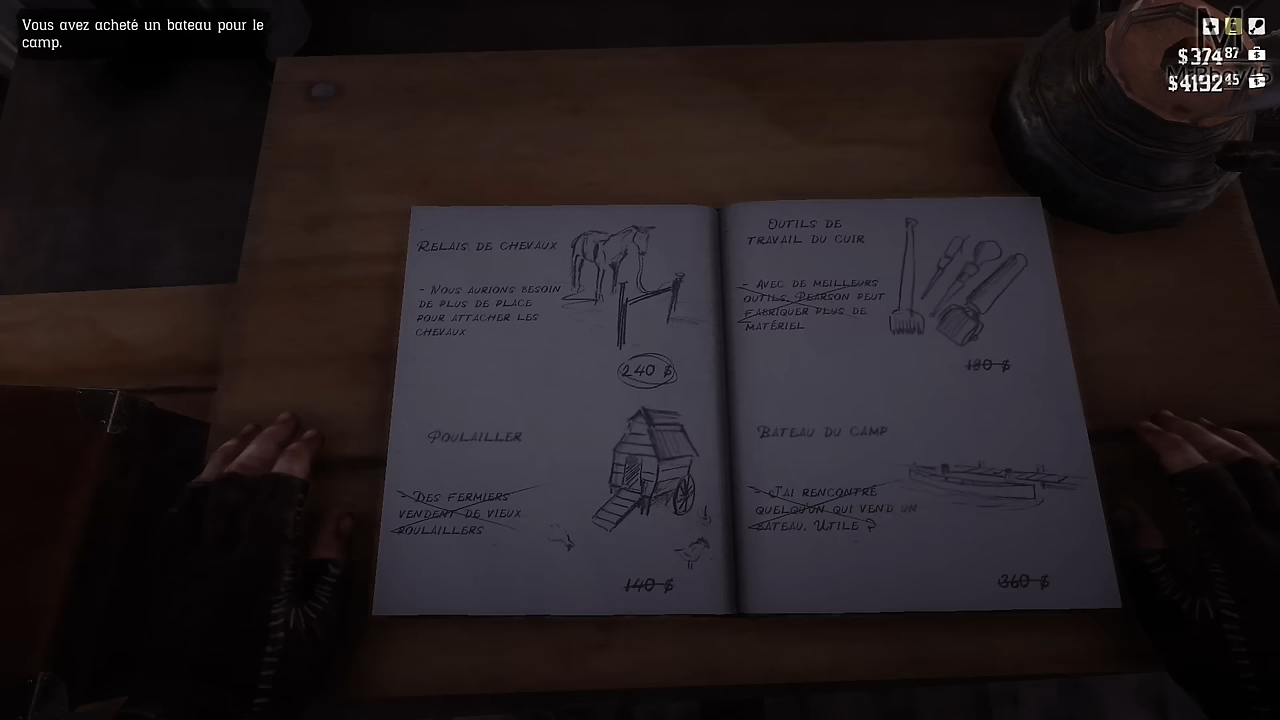 Vous avez acheté un bateau pour le
camp.
$374.87
$4192.45
RELAIS DE CHEVAUX
- NOUS AURIONS BESOIN
DE PLUS DE PLACE
POUR ATTACHER LES
CHEVAUX
240 $
POULAILLER
- DES FERMIERS
VENDENT DE VIEUX
POULAILLERS
140 $
OUTILS DE
TRAVAIL DU CUIR
- AVEC DE MEILLEURS
OUTILS, PEARSON PEUT
FABRIQUER PLUS DE
MATÉRIEL
180 $
BATEAU DU CAMP
- J'AI RENCONTRÉ
QUELQU'UN QUI VEND UN
BATEAU. UTILE ?
360 $